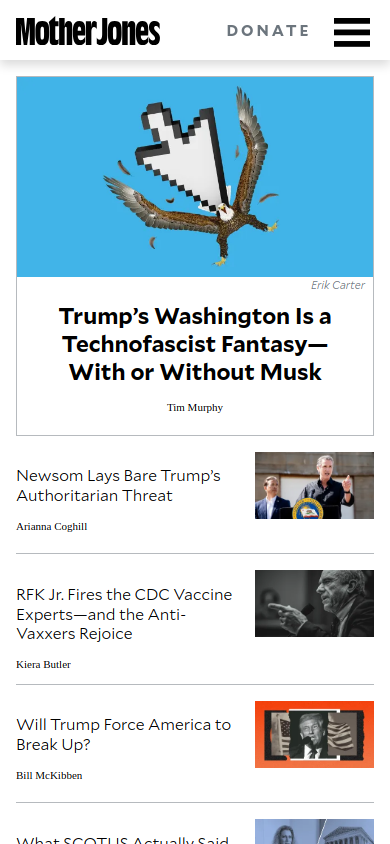 Mother Jones
DONATE
Erik Carter
Trump's Washington Is a
Technofascist Fantasy—
With or Without Musk
Tim Murphy
Newsom Lays Bare Trump's
Authoritarian Threat
Arianna Coghill
RFK Jr. Fires the CDC Vaccine
Experts—and the Anti-
Vaxxers Rejoice
Kiera Butler
Will Trump Force America to
Break Up?
Bill McKibben
What SCOTUS Actually Said